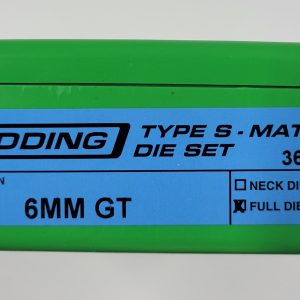 DDING TYPE S - MAT
DIE SET
36
N
6MM GT
☐ NECK DI
☒ FULL DIE